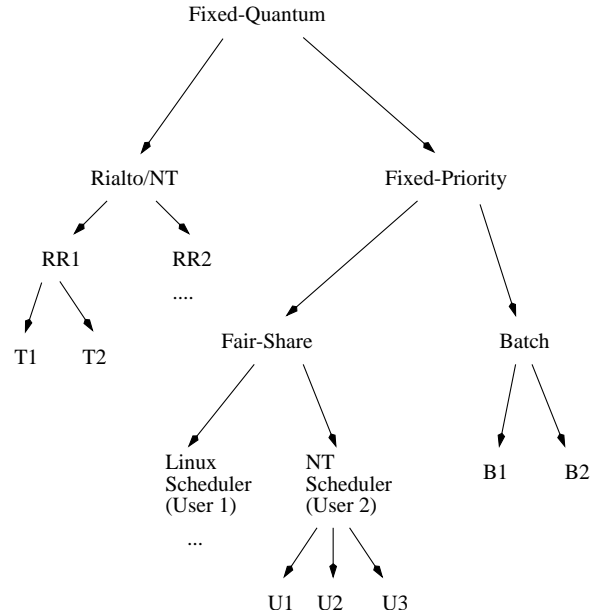 Fixed-Quantum
Rialto/NT
Fixed-Priority
RR1
RR2
....
T1
T2
Fair-Share
Batch
Linux
Scheduler
(User 1)
...
NT
Scheduler
(User 2)
B1
B2
U1
U2
U3